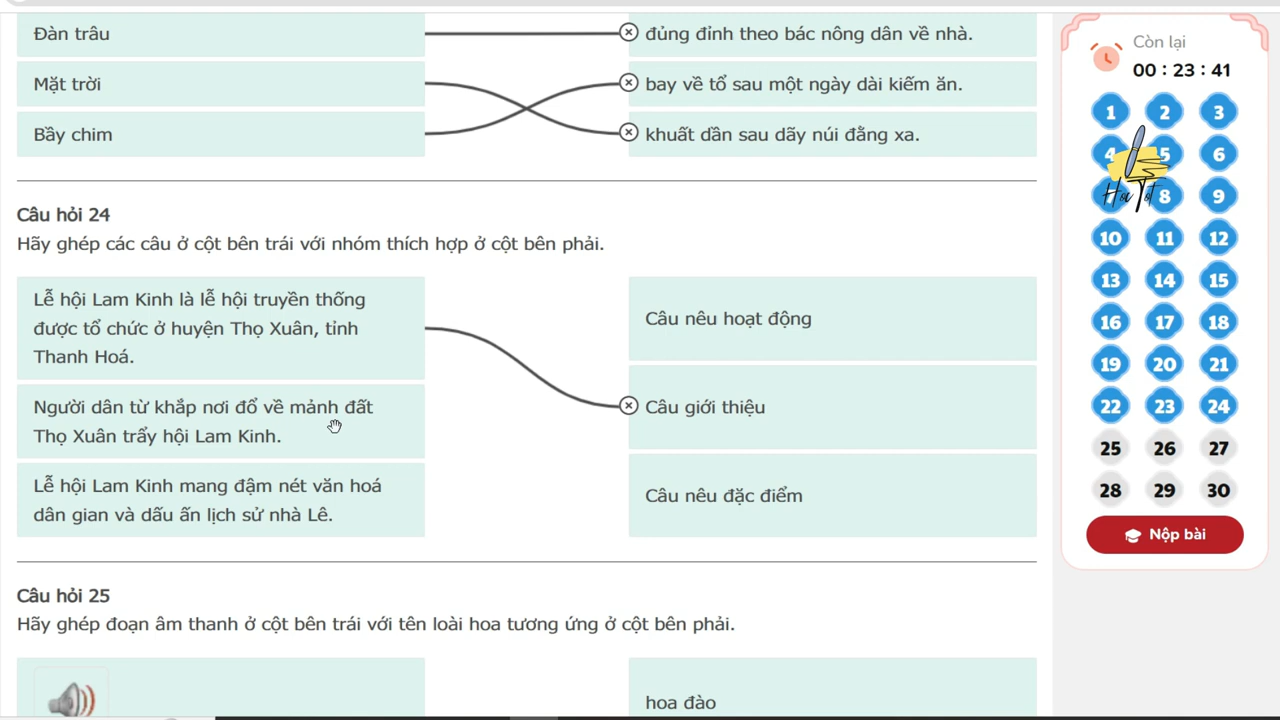 Đàn trâu
đủng đỉnh theo bác nông dân về nhà.
Mặt trời
bay về tổ sau một ngày dài kiếm ăn.
Bầy chim
khuất dần sau dãy núi đằng xa.
Câu hỏi 24
Hãy ghép các câu ở cột bên trái với nhóm thích hợp ở cột bên phải.
Lễ hội Lam Kinh là lễ hội truyền thống
được tổ chức ở huyện Thọ Xuân, tỉnh
Thanh Hoá.
Câu nêu hoạt động
Người dân từ khắp nơi đổ về mảnh đất
Thọ Xuân trẩy hội Lam Kinh.
Câu giới thiệu
Lễ hội Lam Kinh mang đậm nét văn hoá
dân gian và dấu ấn lịch sử nhà Lê.
Câu nêu đặc điểm
Câu hỏi 25
Hãy ghép đoạn âm thanh ở cột bên trái với tên loài hoa tương ứng ở cột bên phải.
hoa đào
Còn lại
00 : 23 : 41
1 2 3
4 5 6
8 9
Học Tốt
10 11 12
13 14 15
16 17 18
19 20 21
22 23 24
25 26 27
28 29 30
Nộp bài